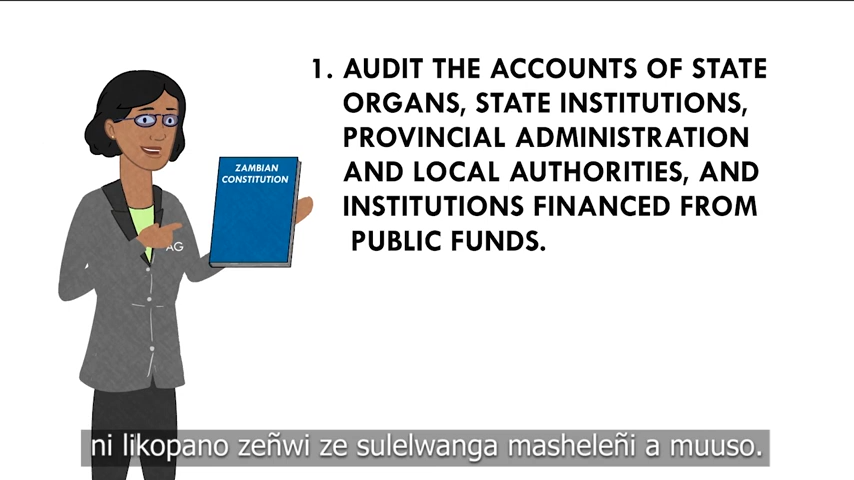 1. AUDIT THE ACCOUNTS OF STATE
ORGANS, STATE INSTITUTIONS,
PROVINCIAL ADMINISTRATION
AND LOCAL AUTHORITIES, AND
INSTITUTIONS FINANCED FROM
PUBLIC FUNDS.
ZAMBIAN
CONSTITUTION
AG
ni likopano zeñwi ze sulelwanga masheleñi a muuso.